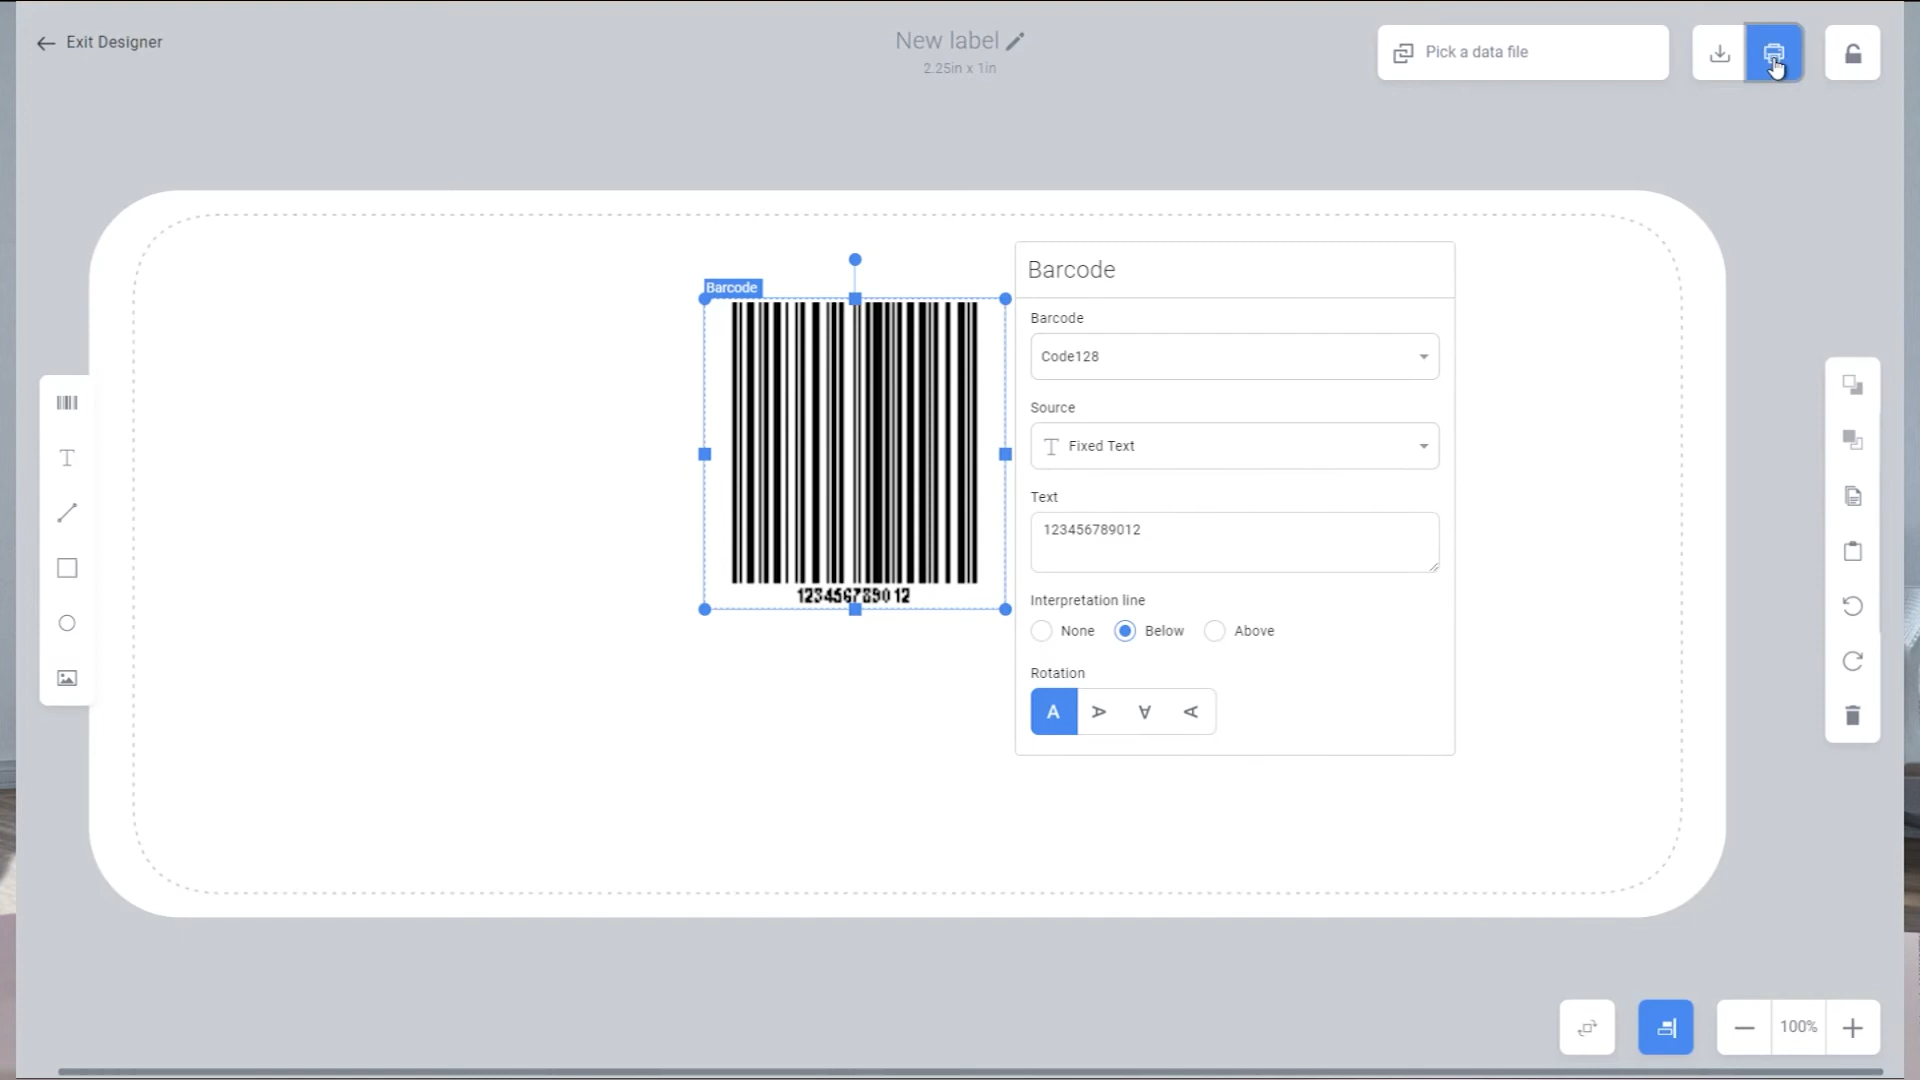 Exit Designer
New label
2.25in x 1in
Pick a data file
Barcode
123456789012
Barcode
Barcode
Code128
Source
Fixed Text
Text
123456789012
Interpretation line
None
Below
Above
Rotation
A A A A
100%